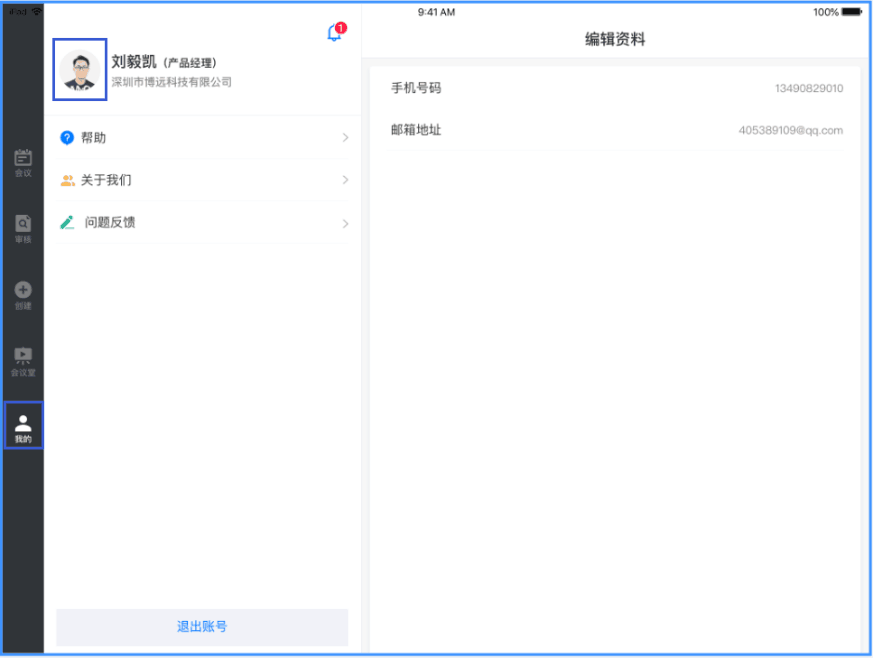 iPad
9:41 AM
100%
1
刘毅凯（产品经理）
深圳市博远科技有限公司
帮助
关于我们
问题反馈
退出账号
会议
审核
创建
会议室
我的
编辑资料
手机号码
13490829010
邮箱地址
405389109@qq.com